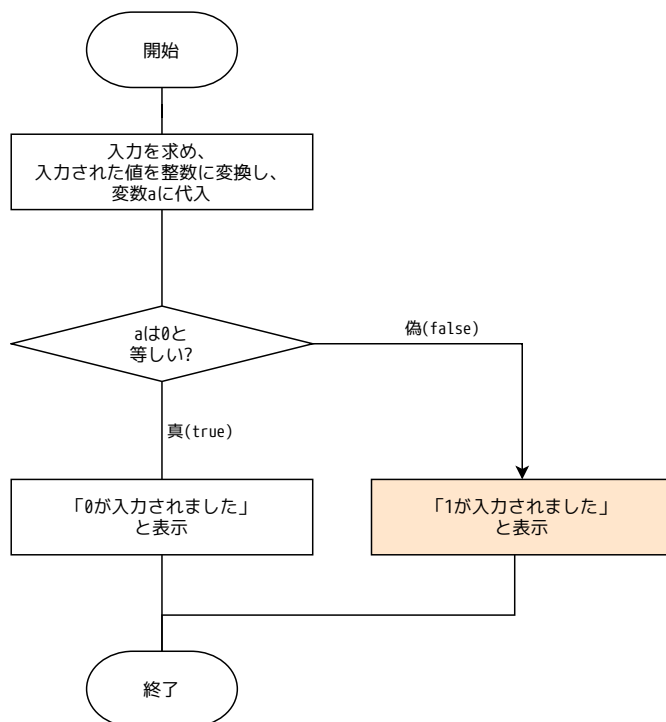 開始
入力を求め、
入力された値を整数に変換し、
変数aに代入
aは0と
等しい?
偽(false)
真(true)
「0が入力されました」
と表示
「1が入力されました」
と表示
終了